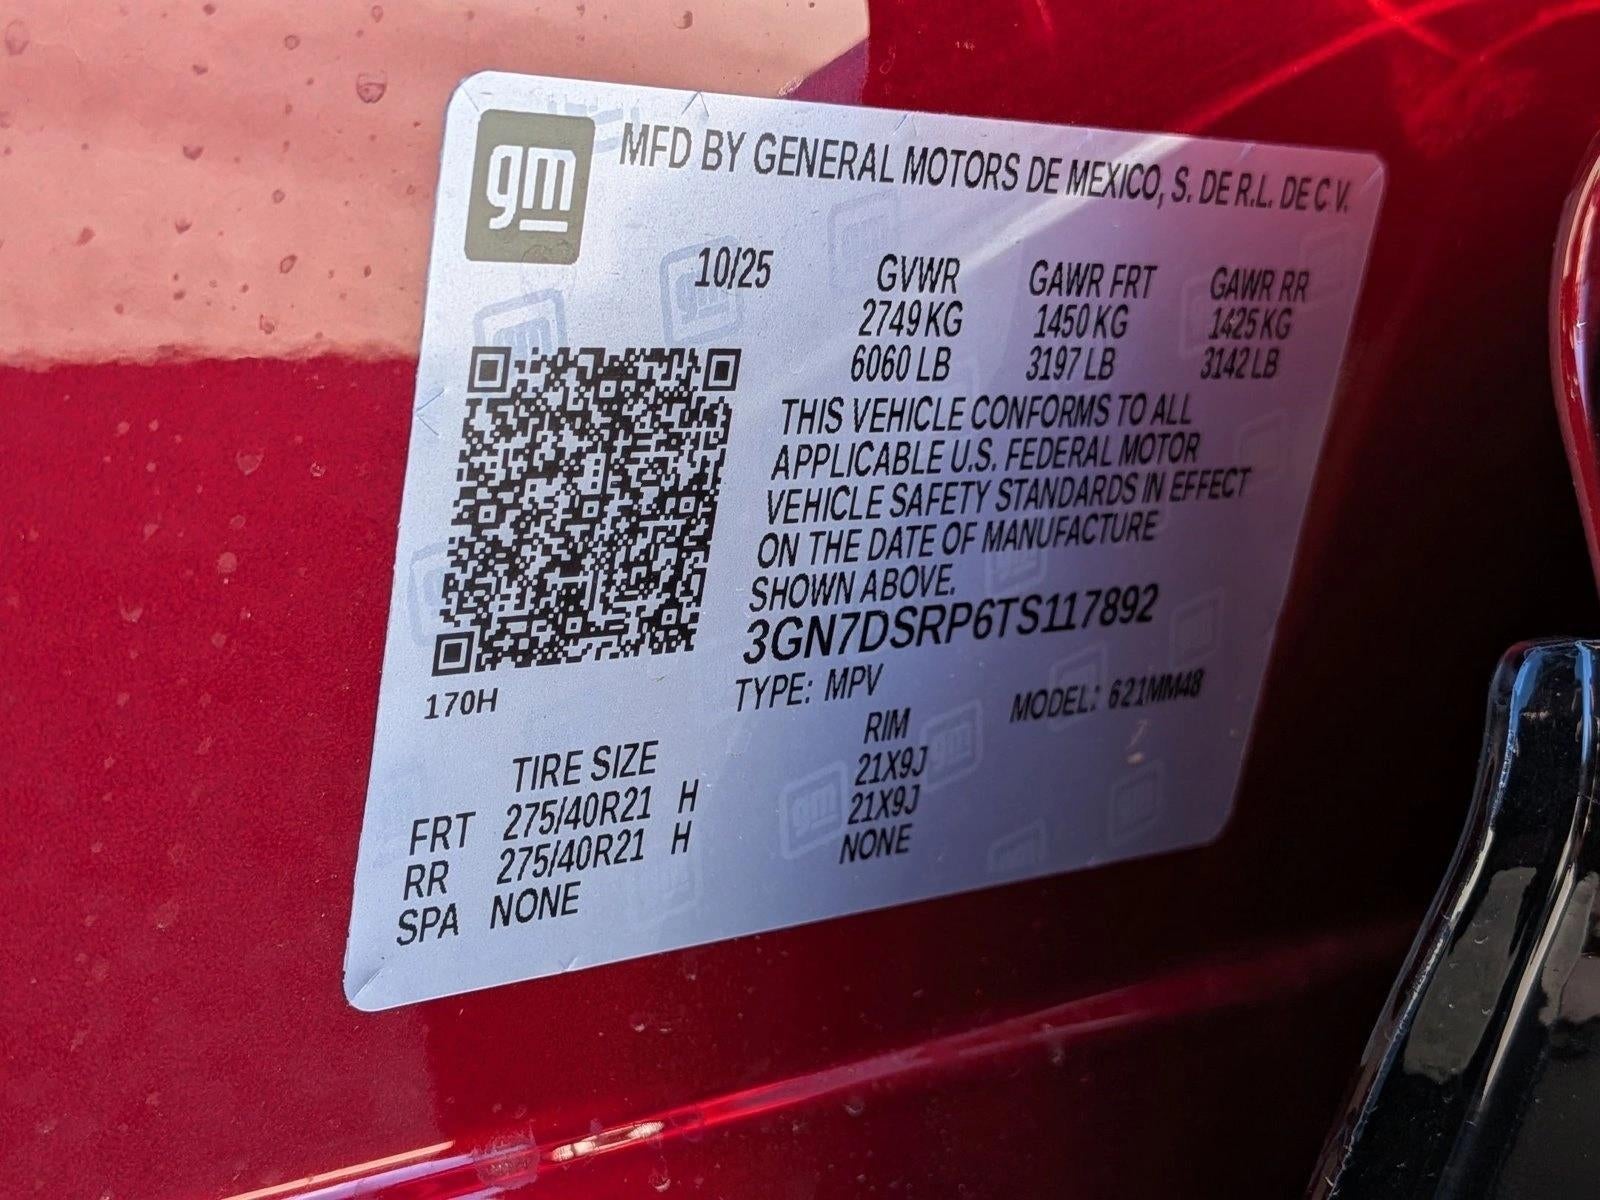 gm
MFD BY GENERAL MOTORS DE MEXICO, S. DE R.L. DE C V.
10/25 GVWR GAWR FRT GAWR RR
2749 KG 1450 KG 1425 KG
6060 LB 3197 LB 3142 LB
THIS VEHICLE CONFORMS TO ALL
APPLICABLE U.S. FEDERAL MOTOR
VEHICLE SAFETY STANDARDS IN EFFECT
ON THE DATE OF MANUFACTURE
SHOWN ABOVE.
3GN7DSRP6TS117892
170H
TYPE: MPV MODEL: 621MM48
TIRE SIZE RIM
FRT 275/40R21 H 21X9J
RR 275/40R21 H 21X9J
SPA NONE NONE